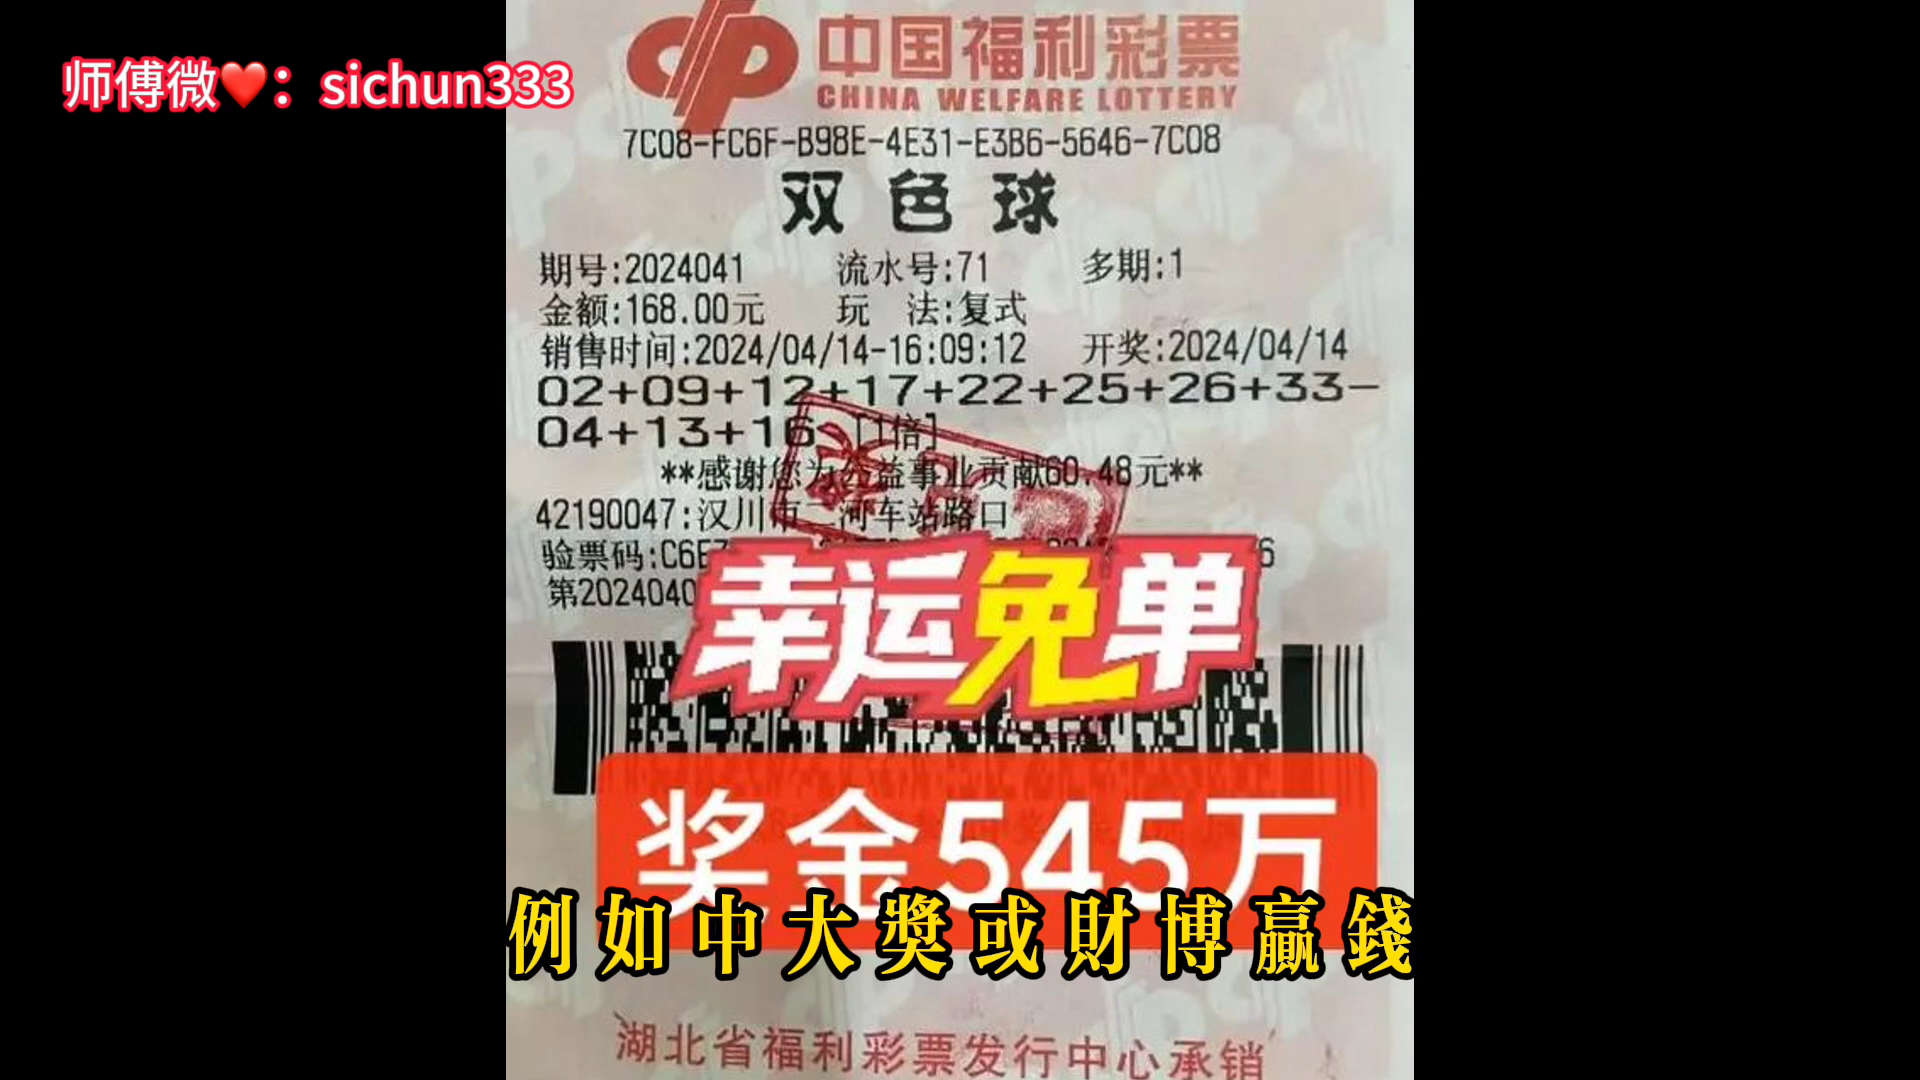 师傅微❤️：sichun333
中国福利彩票
CHINA WELFARE LOTTERY
7C08-FC6F-B98E-4E31-E3B6-5646-7C08
双色球
期号:2024041 流水号:71 多期:1
金额:168.00元 玩 法:复式
销售时间:2024/04/14-16:09:12 开奖:2024/04/14
02+09+12+17+22+25+26+33-
04+13+16 [1倍]
**感谢您为公益事业贡献60.48元**
42190047:汉川市二河车站路口
验票码:C6E
第2024040
幸运免单
奖金545万
例如中大獎或財博贏錢
湖北省福利彩票发行中心承销